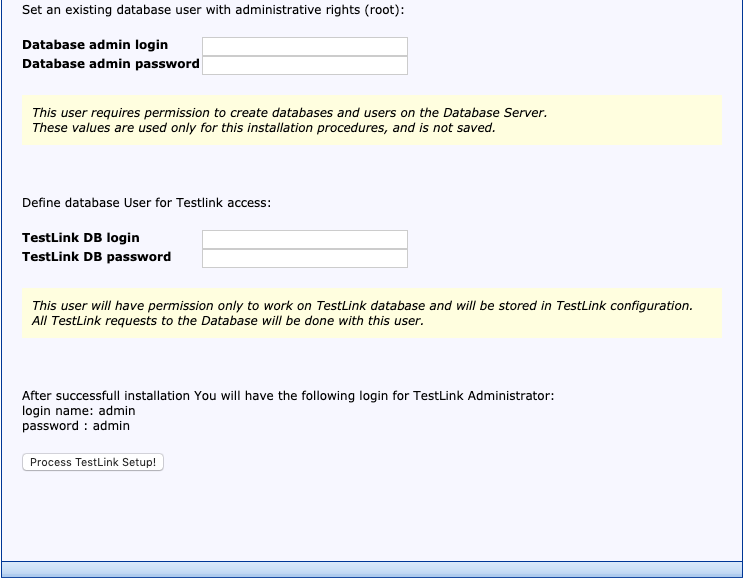 Set an existing database user with administrative rights (root):
Database admin login
Database admin password
This user requires permission to create databases and users on the Database Server.
These values are used only for this installation procedures, and is not saved.
Define database User for Testlink access:
TestLink DB login
TestLink DB password
This user will have permission only to work on TestLink database and will be stored in TestLink configuration.
All TestLink requests to the Database will be done with this user.
After successfull installation You will have the following login for TestLink Administrator:
login name: admin
password : admin
Process TestLink Setup!